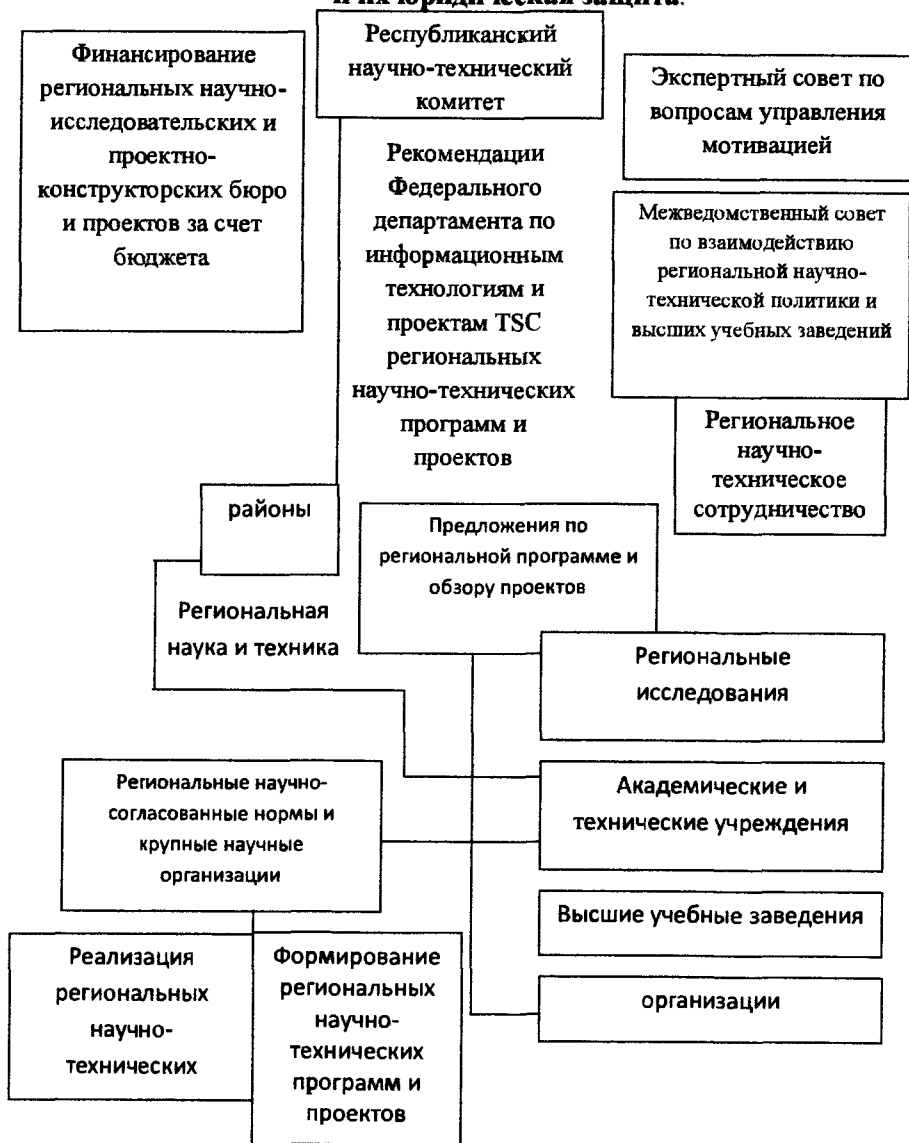 и их юридическая защита.
Финансирование
региональных научно-
исследовательских и
проектно-
конструкторских бюро
и проектов за счет
бюджета
Республиканский
научно-технический
комитет
Экспертный совет по
вопросам управления
мотивацией
Рекомендации
Федерального
департамента по
информационным
технологиям и
проектам TSC
региональных
научно-технических
программ и
проектов
Межведомственный совет
по взаимодействию
региональной научно-
технической политики и
высших учебных заведений
Региональное
научно-
техническое
сотрудничество
районы
Региональная
наука и техника
Предложения по
региональной программе и
обзору проектов
Региональные
исследования
Региональные научно-
согласованные нормы и
крупные научные
организации
Академические и
технические учреждения
Высшие учебные заведения
организации
Реализация
региональных
научно-
технических
Формирование
региональных
научно-
технических
программ и
проектов